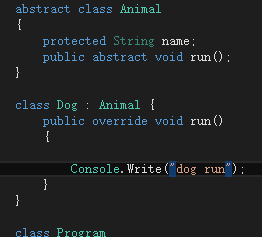 abstract class Animal
{
    protected String name;
    public abstract void run();
}

class Dog : Animal {
    public override void run()
    {

        Console.Write("dog run");
    }
}

class Program